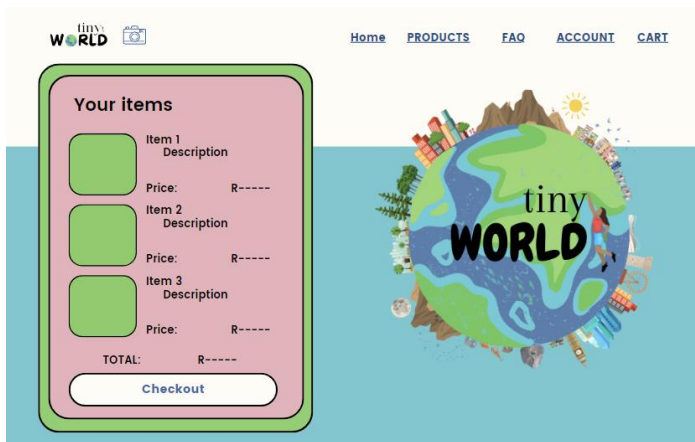 tiny
WORLD
Home PRODUCTS FAQ ACCOUNT CART
Your items
Item 1
Description
Price: R-----
Item 2
Description
Price: R-----
Item 3
Description
Price: R-----
TOTAL: R-----
Checkout
tiny
WORLD